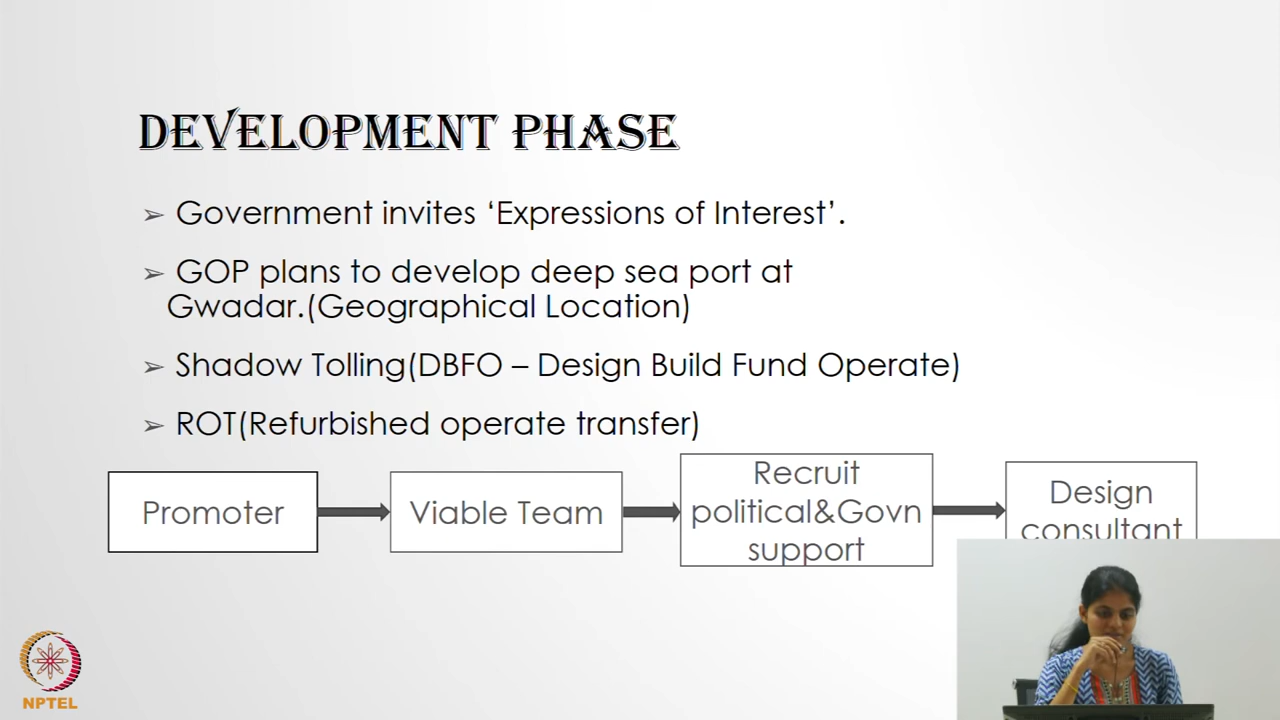 DEVELOPMENT PHASE
➢ Government invites ‘Expressions of Interest’.
➢ GOP plans to develop deep sea port at
Gwadar.(Geographical Location)
➢ Shadow Tolling(DBFO – Design Build Fund Operate)
➢ ROT(Refurbished operate transfer)
Promoter
Viable Team
Recruit
political&Govn
support
Design
consultant
NPTEL